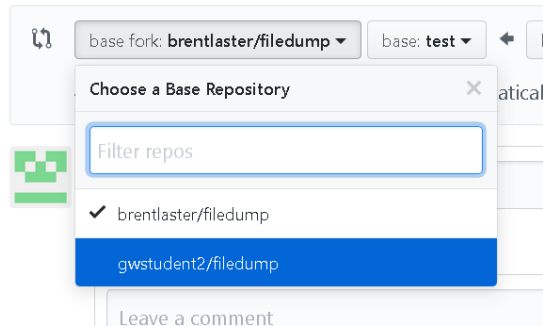 base fork: brentlaster/filedump base: test
Choose a Base Repository
Filter repos
brentlaster/filedump
gwstudent2/filedump
Leave a comment